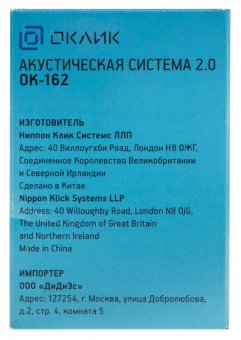 ОКЛИК
АКУСТИЧЕСКАЯ СИСТЕМА 2.0
ОК-162
ИЗГОТОВИТЕЛЬ
Ниппон Клик Системс ЛЛП
Адрес: 40 Виллоугхби Роад, Лондон Н8 ОЖГ,
Соединенное Королевство Великобритании
и Северной Ирландии
Сделано в Китае
Nippon Klick Systems LLP
Address: 40 Willoughby Road, London N8 0JG,
The United Kingdom of Great Britain
and Northern Ireland
Made in China
ИМПОРТЕР
ООО «ДиДиЭс»
Адрес: 127254, г. Москва, улица Добролюбова,
д.2, стр. 4, комната 5